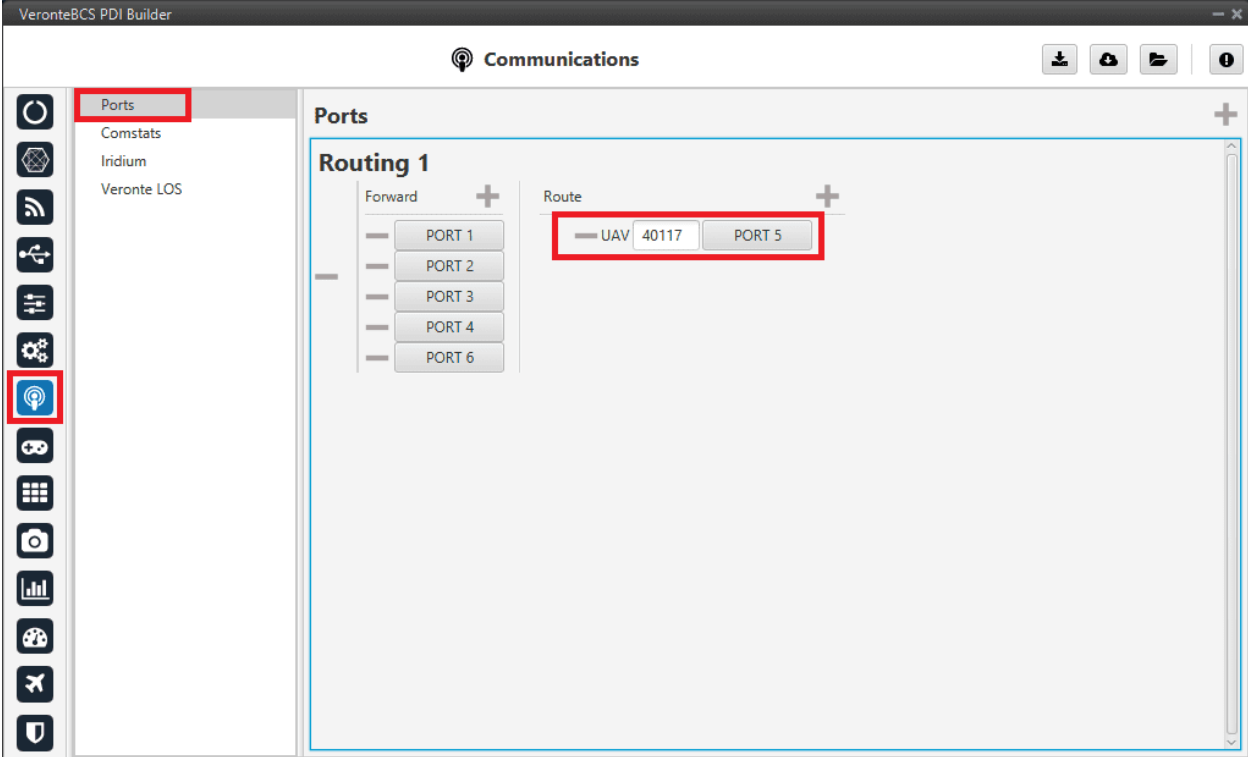 VeronteBCS PDI Builder
Communications
Ports
Comstats
Iridium
Veronte LOS
Ports
Routing 1
Forward
Route
PORT 1
UAV 40117 PORT 5
PORT 2
PORT 3
PORT 4
PORT 6